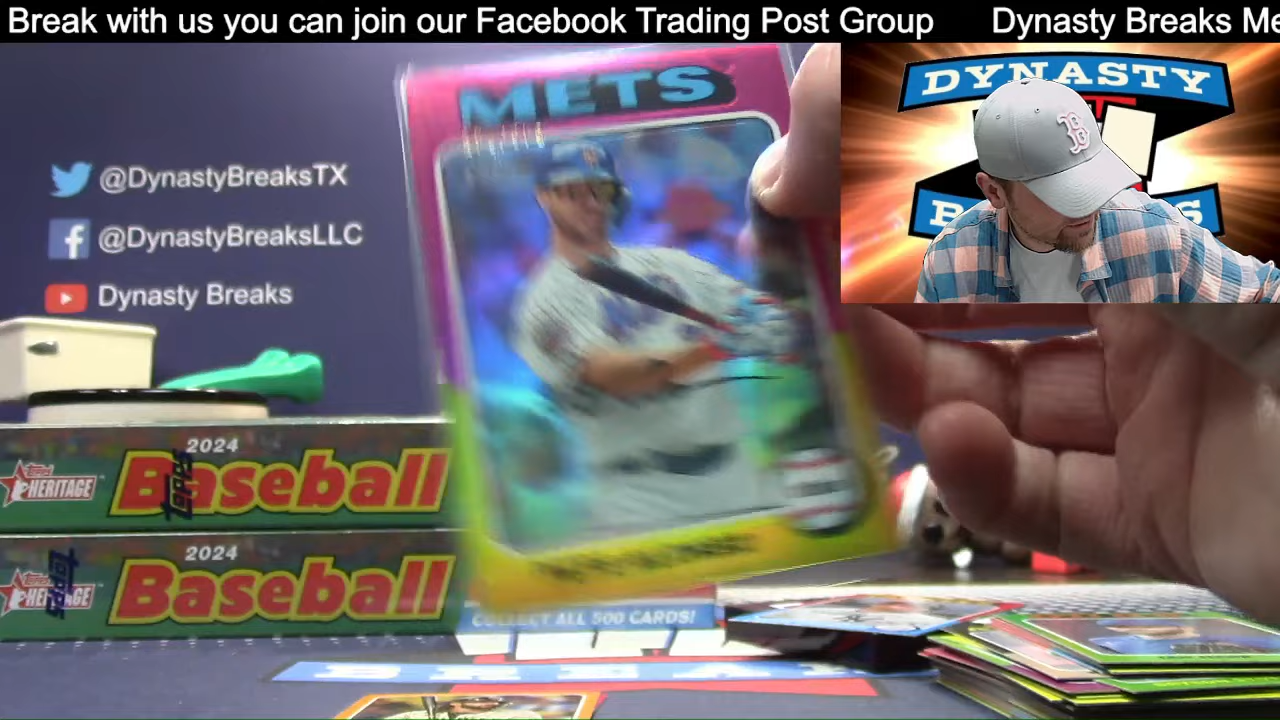 Break with us you can join our Facebook Trading Post Group
Dynasty Breaks Me
METS
DYNASTY
@DynastyBreaksTX
@DynastyBreaksLLC
Dynasty Breaks
2024
Topps
HERITAGE
Baseball
topps
2024
Baseball
topps
COLLECT ALL 500 CARDS!